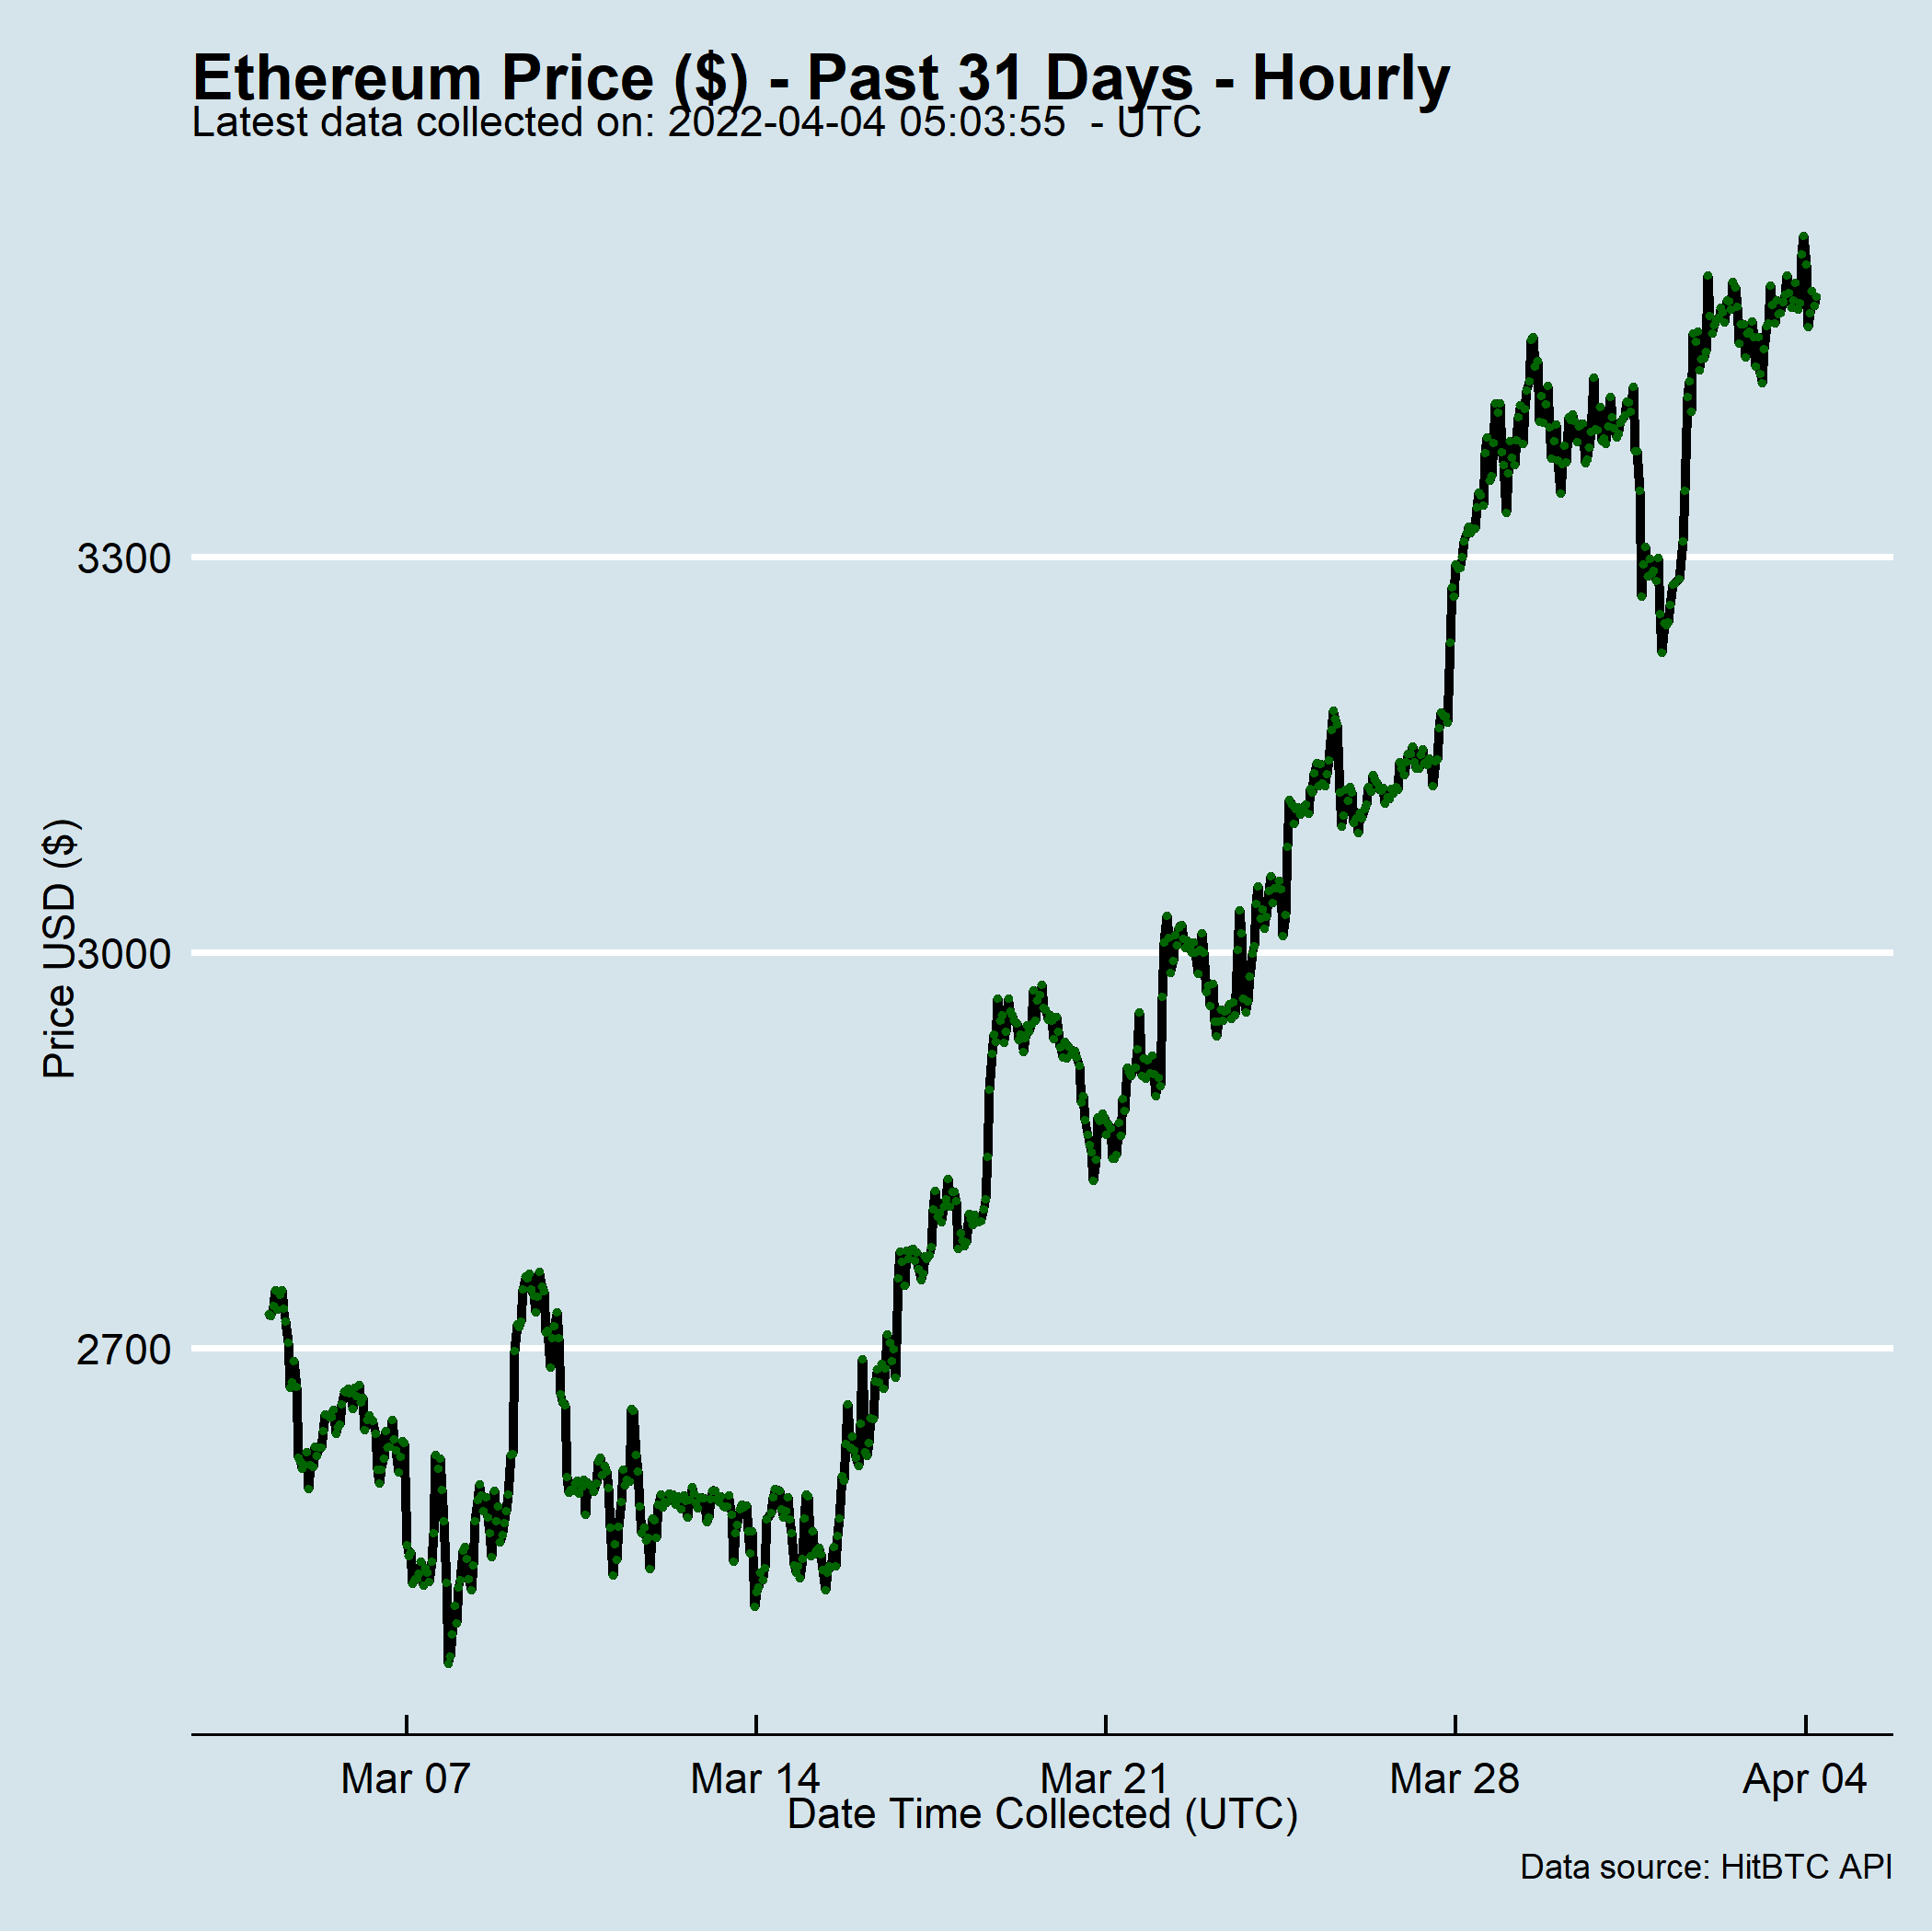 Ethereum Price ($) - Past 31 Days - Hourly
Latest data collected on: 2022-04-04 05:03:55  - UTC
3300
3000
2700
Price USD ($)
Mar 07 Mar 14 Mar 21 Mar 28 Apr 04
Date Time Collected (UTC)
Data source: HitBTC API